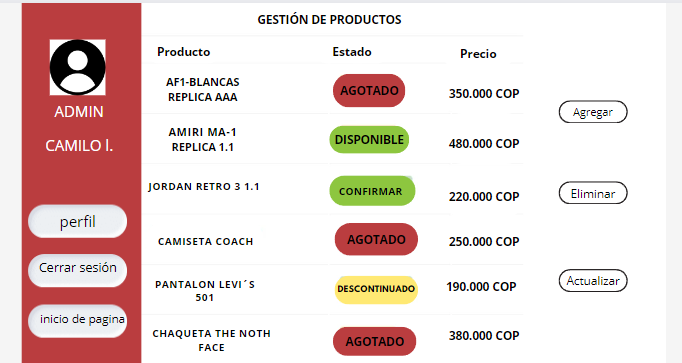 GESTIÓN DE PRODUCTOS
Producto Estado Precio
ADMIN
CAMILO l.
perfil
Cerrar sesión
inicio de pagina
AF1-BLANCAS
REPLICA AAA
AGOTADO
350.000 COP
AMIRI MA-1
REPLICA 1.1
DISPONIBLE
480.000 COP
JORDAN RETRO 3 1.1
CONFIRMAR
220.000 COP
CAMISETA COACH
AGOTADO
250.000 COP
PANTALON LEVI´S
501
DESCONTINUADO
190.000 COP
CHAQUETA THE NOTH
FACE
AGOTADO
380.000 COP
Agregar
Eliminar
Actualizar